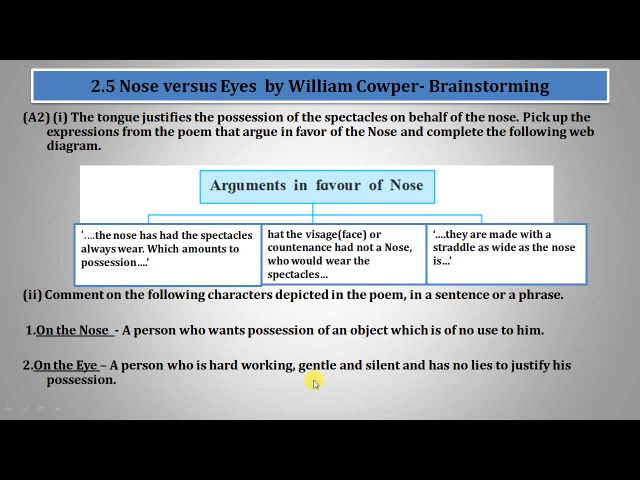 2.5 Nose versus Eyes by William Cowper- Brainstorming
(A2) (i) The tongue justifies the possession of the spectacles on behalf of the nose. Pick up the
expressions from the poem that argue in favor of the Nose and complete the following web
diagram.
Arguments in favour of Nose
‘….the nose has had the spectacles
always wear. Which amounts to
possession….’
hat the visage(face) or
countenance had not a Nose,
who would wear the
spectacles…
‘….they are made with a
straddle as wide as the nose
is…’
(ii) Comment on the following characters depicted in the poem, in a sentence or a phrase.
1.On the Nose - A person who wants possession of an object which is of no use to him.
2.On the Eye – A person who is hard working, gentle and silent and has no lies to justify his
possession.